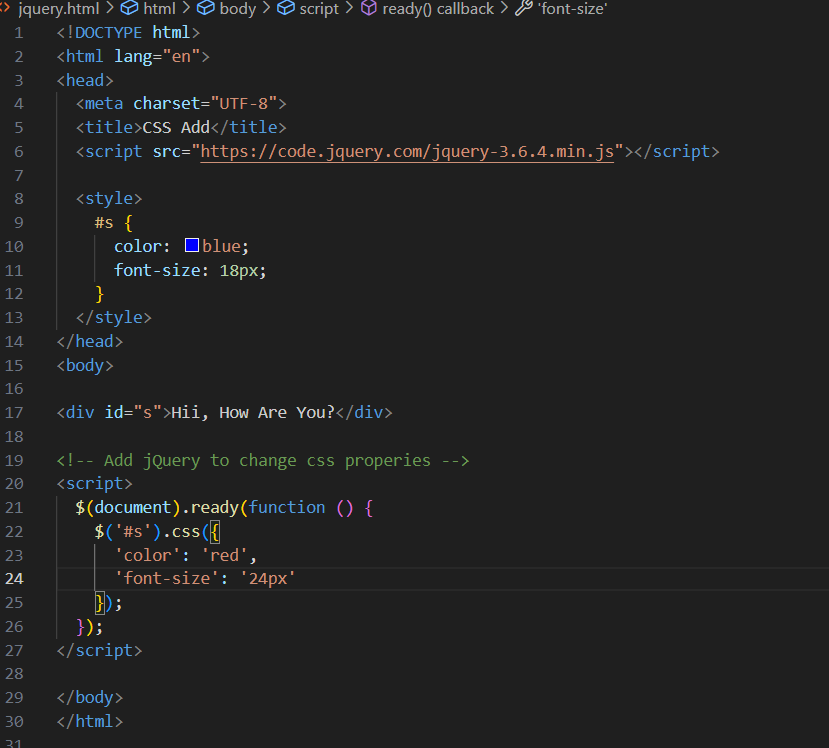 jquery.html > html > body > script > ready() callback > 'font-size'
1 <!DOCTYPE html>
2 <html lang="en">
3 <head>
4 <meta charset="UTF-8">
5 <title>CSS Add</title>
6 <script src="https://code.jquery.com/jquery-3.6.4.min.js"></script>
7
8 <style>
9 #s {
10 color: blue;
11 font-size: 18px;
12 }
13 </style>
14 </head>
15 <body>
16
17 <div id="s">Hii, How Are You?</div>
18
19 <!-- Add jQuery to change css properies -->
20 <script>
21 $(document).ready(function () {
22 $('#s').css({
23 'color': 'red',
24 'font-size': '24px'
25 });
26 });
27 </script>
28
29 </body>
30 </html>
31